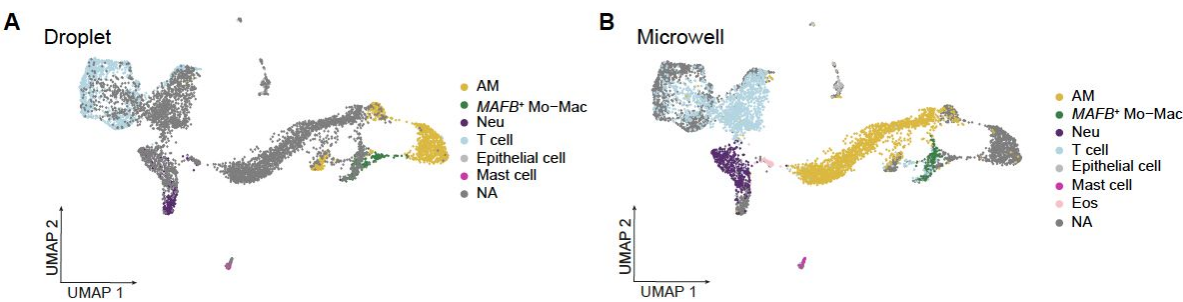 A
Droplet
AM
MAFB⁺ Mo−Mac
Neu
T cell
Epithelial cell
Mast cell
NA
UMAP 2
UMAP 1
B
Microwell
AM
MAFB⁺ Mo−Mac
Neu
T cell
Epithelial cell
Mast cell
Eos
NA
UMAP 2
UMAP 1